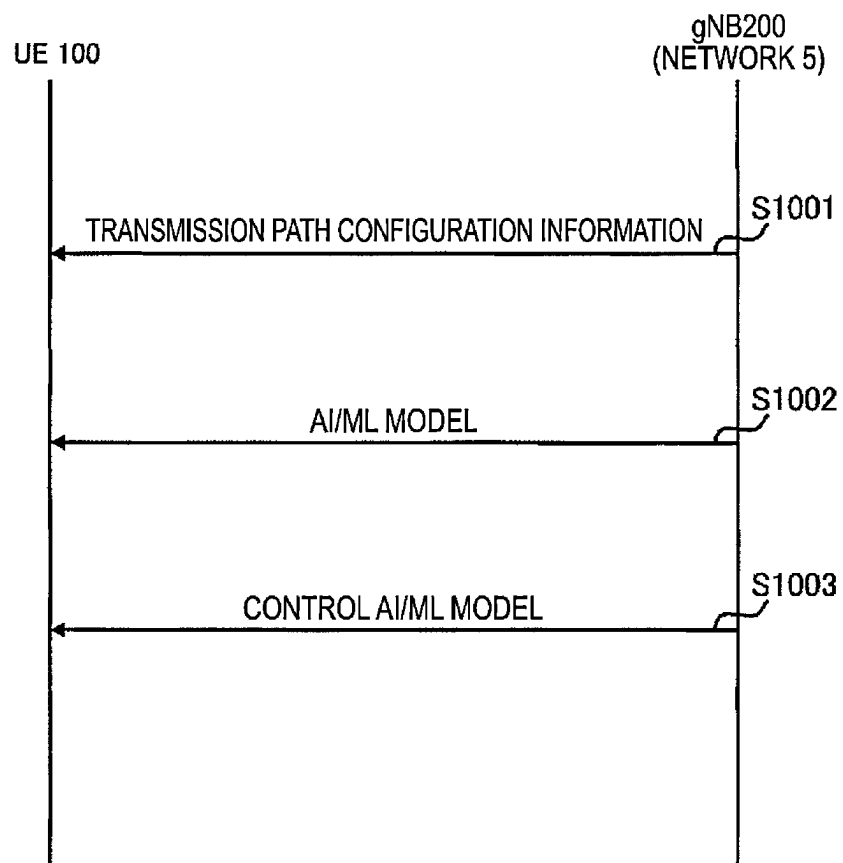 UE 100
gNB200
(NETWORK 5)
S1001
TRANSMISSION PATH CONFIGURATION INFORMATION
S1002
AI/ML MODEL
S1003
CONTROL AI/ML MODEL